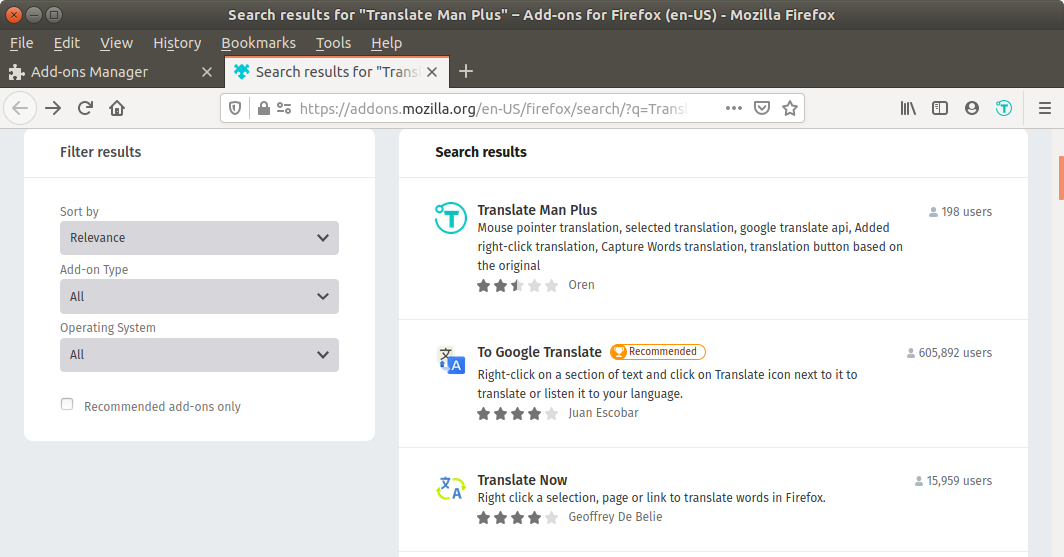 Search results for "Translate Man Plus" – Add-ons for Firefox (en-US) - Mozilla Firefox
File Edit View History Bookmarks Tools Help
Add-ons Manager
Search results for "Trans
https://addons.mozilla.org/en-US/firefox/search/?q=Transl
Filter results
Sort by
Relevance
Add-on Type
All
Operating System
All
Recommended add-ons only
Search results
Translate Man Plus
198 users
Mouse pointer translation, selected translation, google translate api, Added
right-click translation, Capture Words translation, translation button based on
the original
Oren
To Google Translate Recommended
605,892 users
Right-click on a section of text and click on Translate icon next to it to
translate or listen it to your language.
Juan Escobar
Translate Now
15,959 users
Right click a selection, page or link to translate words in Firefox.
Geoffrey De Belie